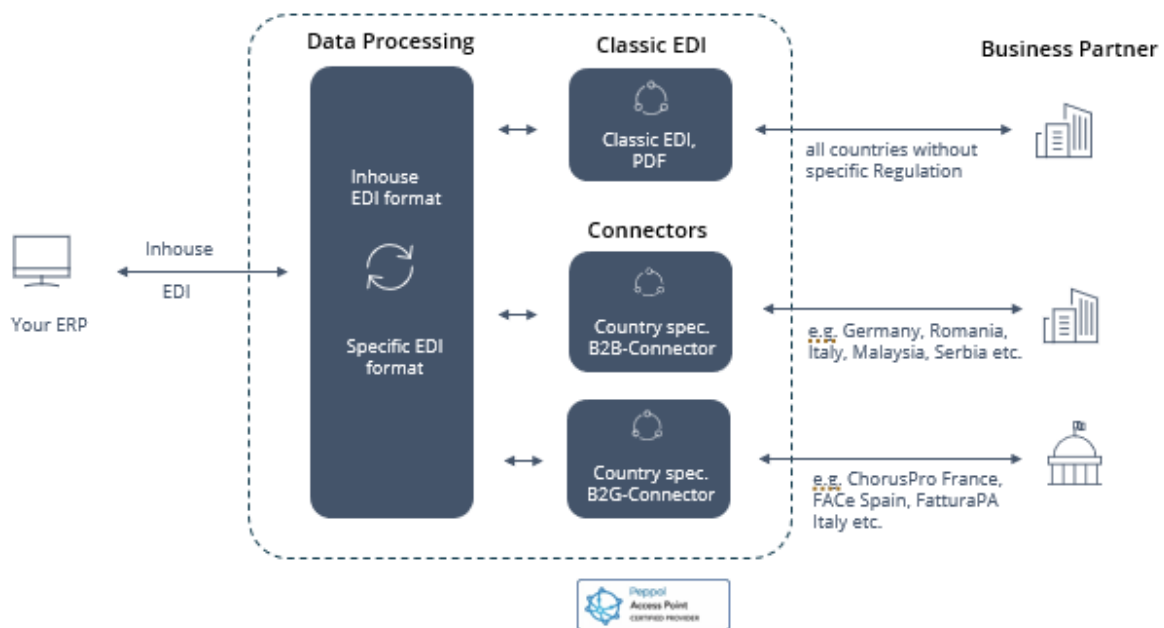 Data Processing
Classic EDI
Business Partner
Classic EDI,
PDF
all countries without
specific Regulation
Inhouse
EDI format
Connectors
Inhouse
EDI
Your ERP
Specific EDI
format
Country spec.
B2B-Connector
e.g. Germany, Romania,
Italy, Malaysia, Serbia etc.
Country spec.
B2G-Connector
e.g. ChorusPro France,
FACe Spain, FatturaPA
Italy etc.
Peppol
Access Point
CERTIFIED PROVIDER